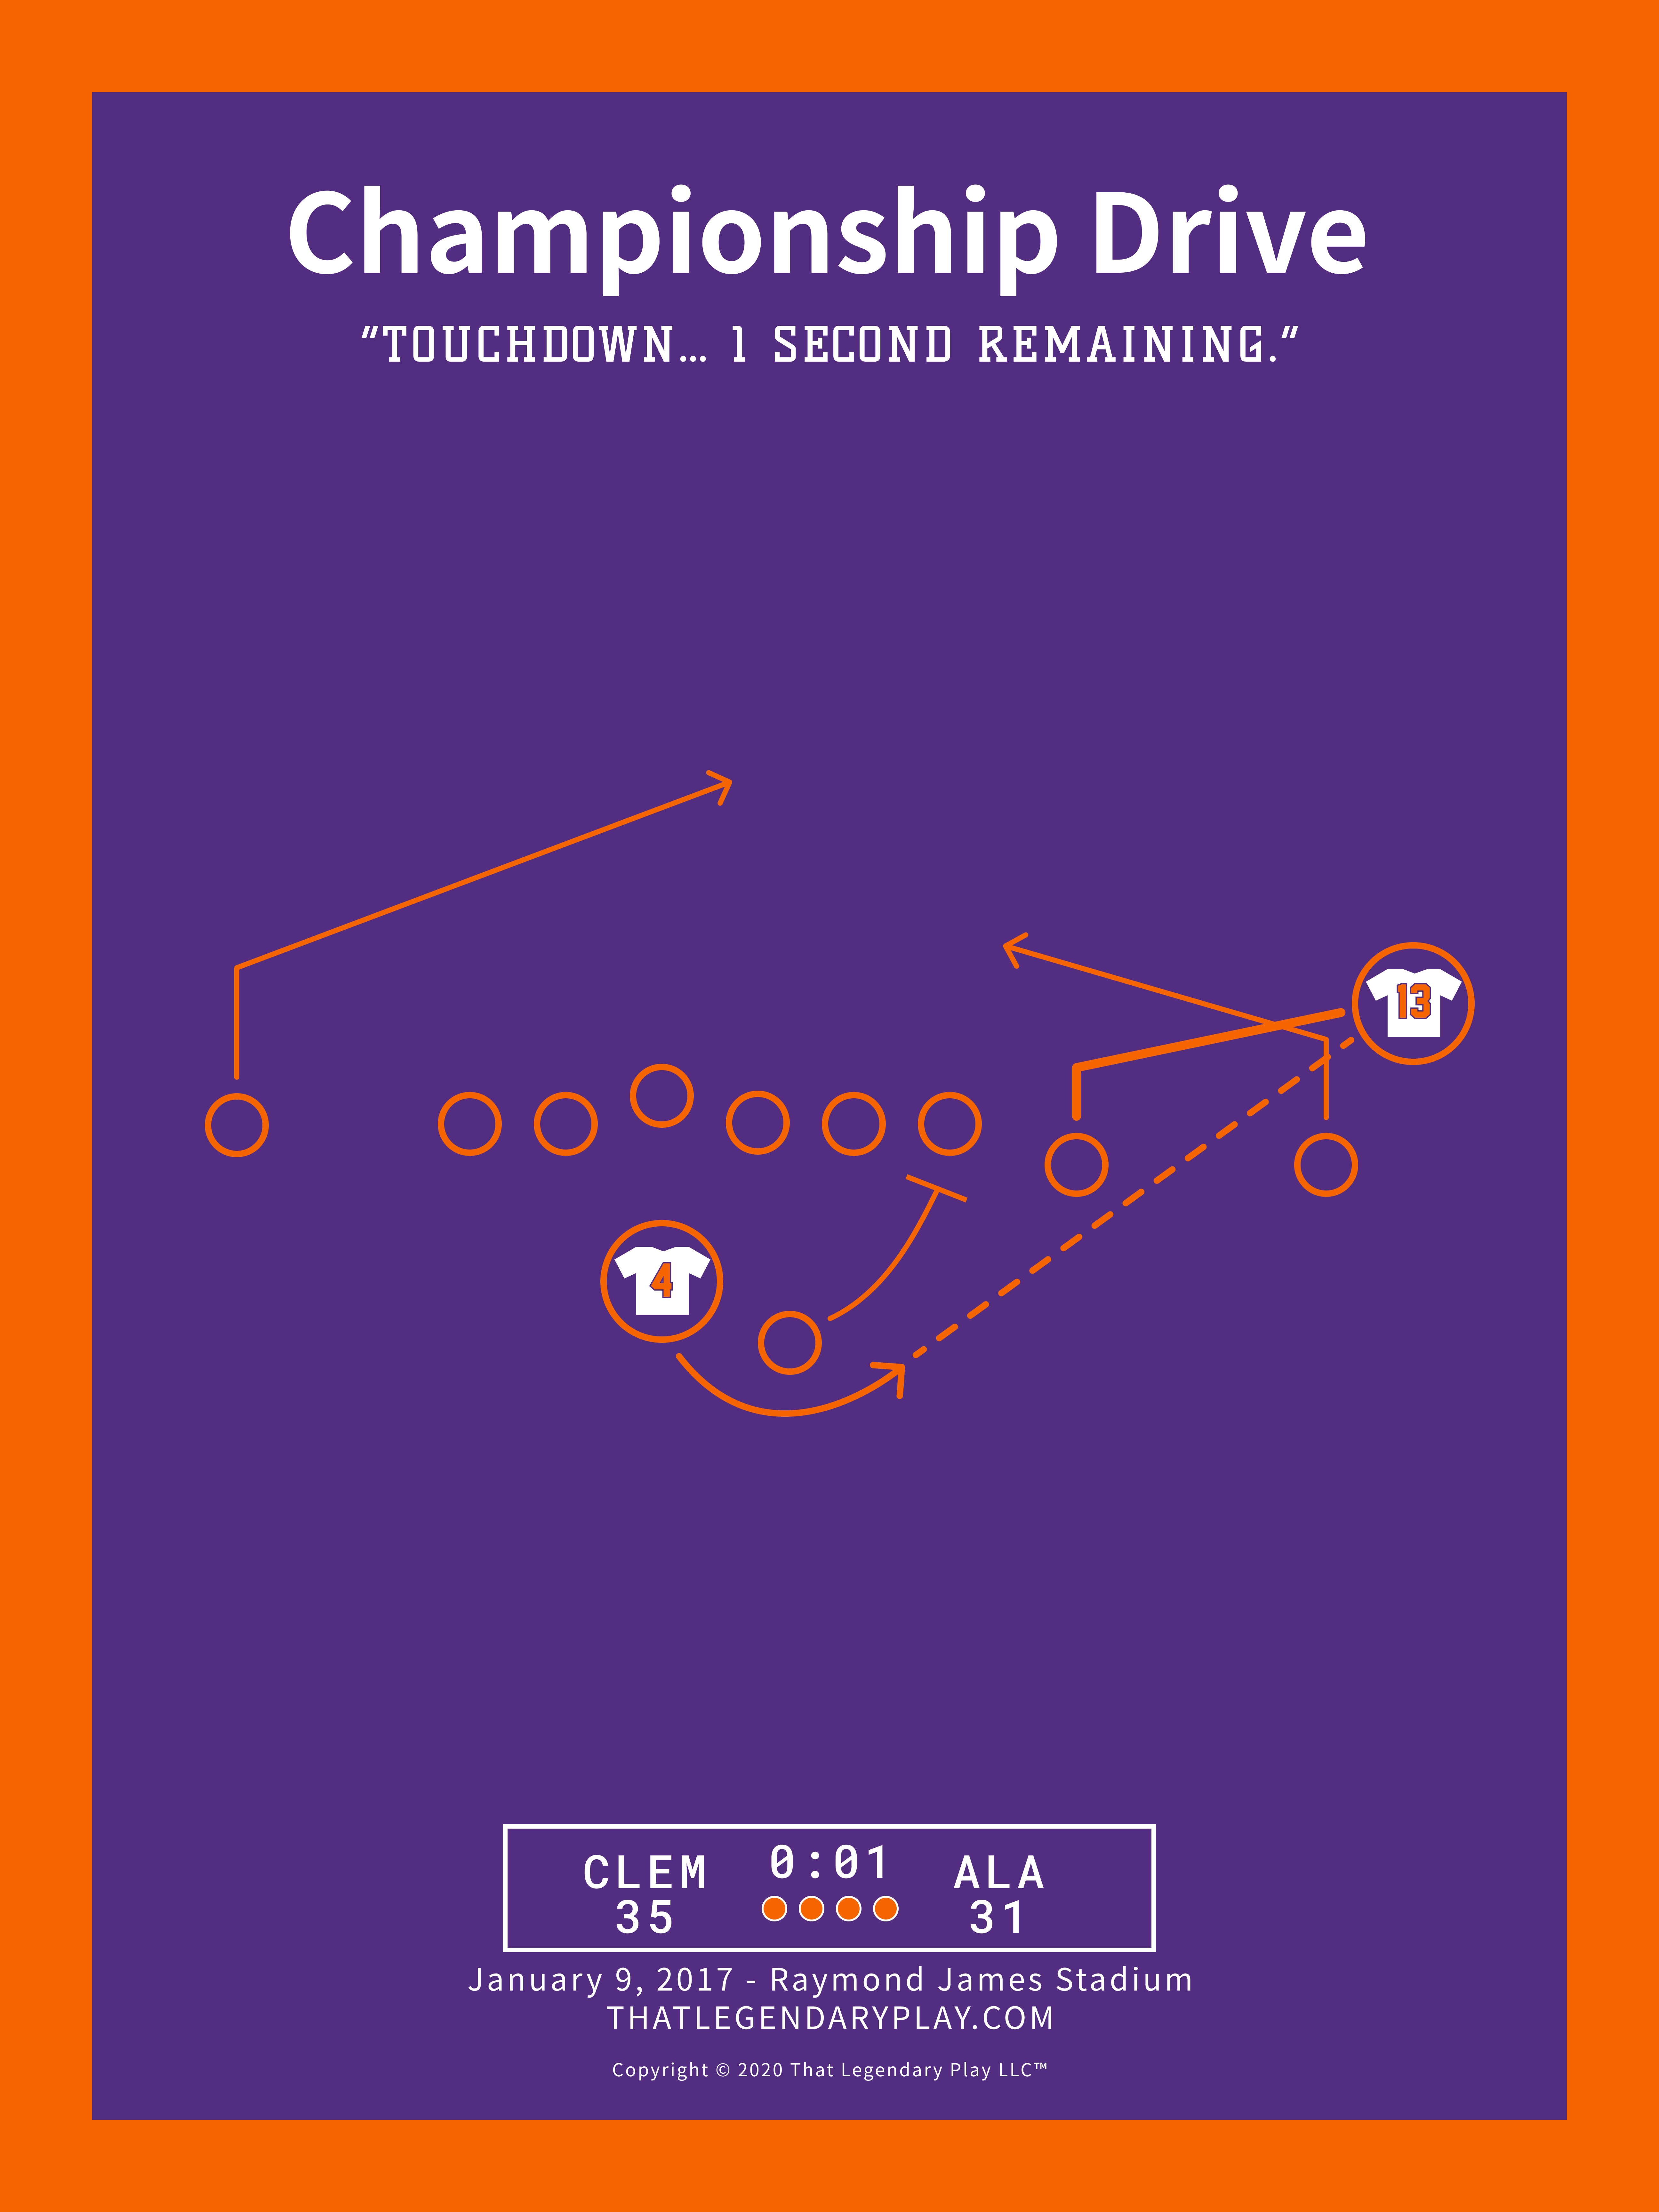 Championship Drive
"TOUCHDOWN... 1 SECOND REMAINING."
13
4
CLEM 0:01 ALA
35 31
January 9, 2017 - Raymond James Stadium
THATLEGENDARYPLAY.COM
Copyright © 2020 That Legendary Play LLC™